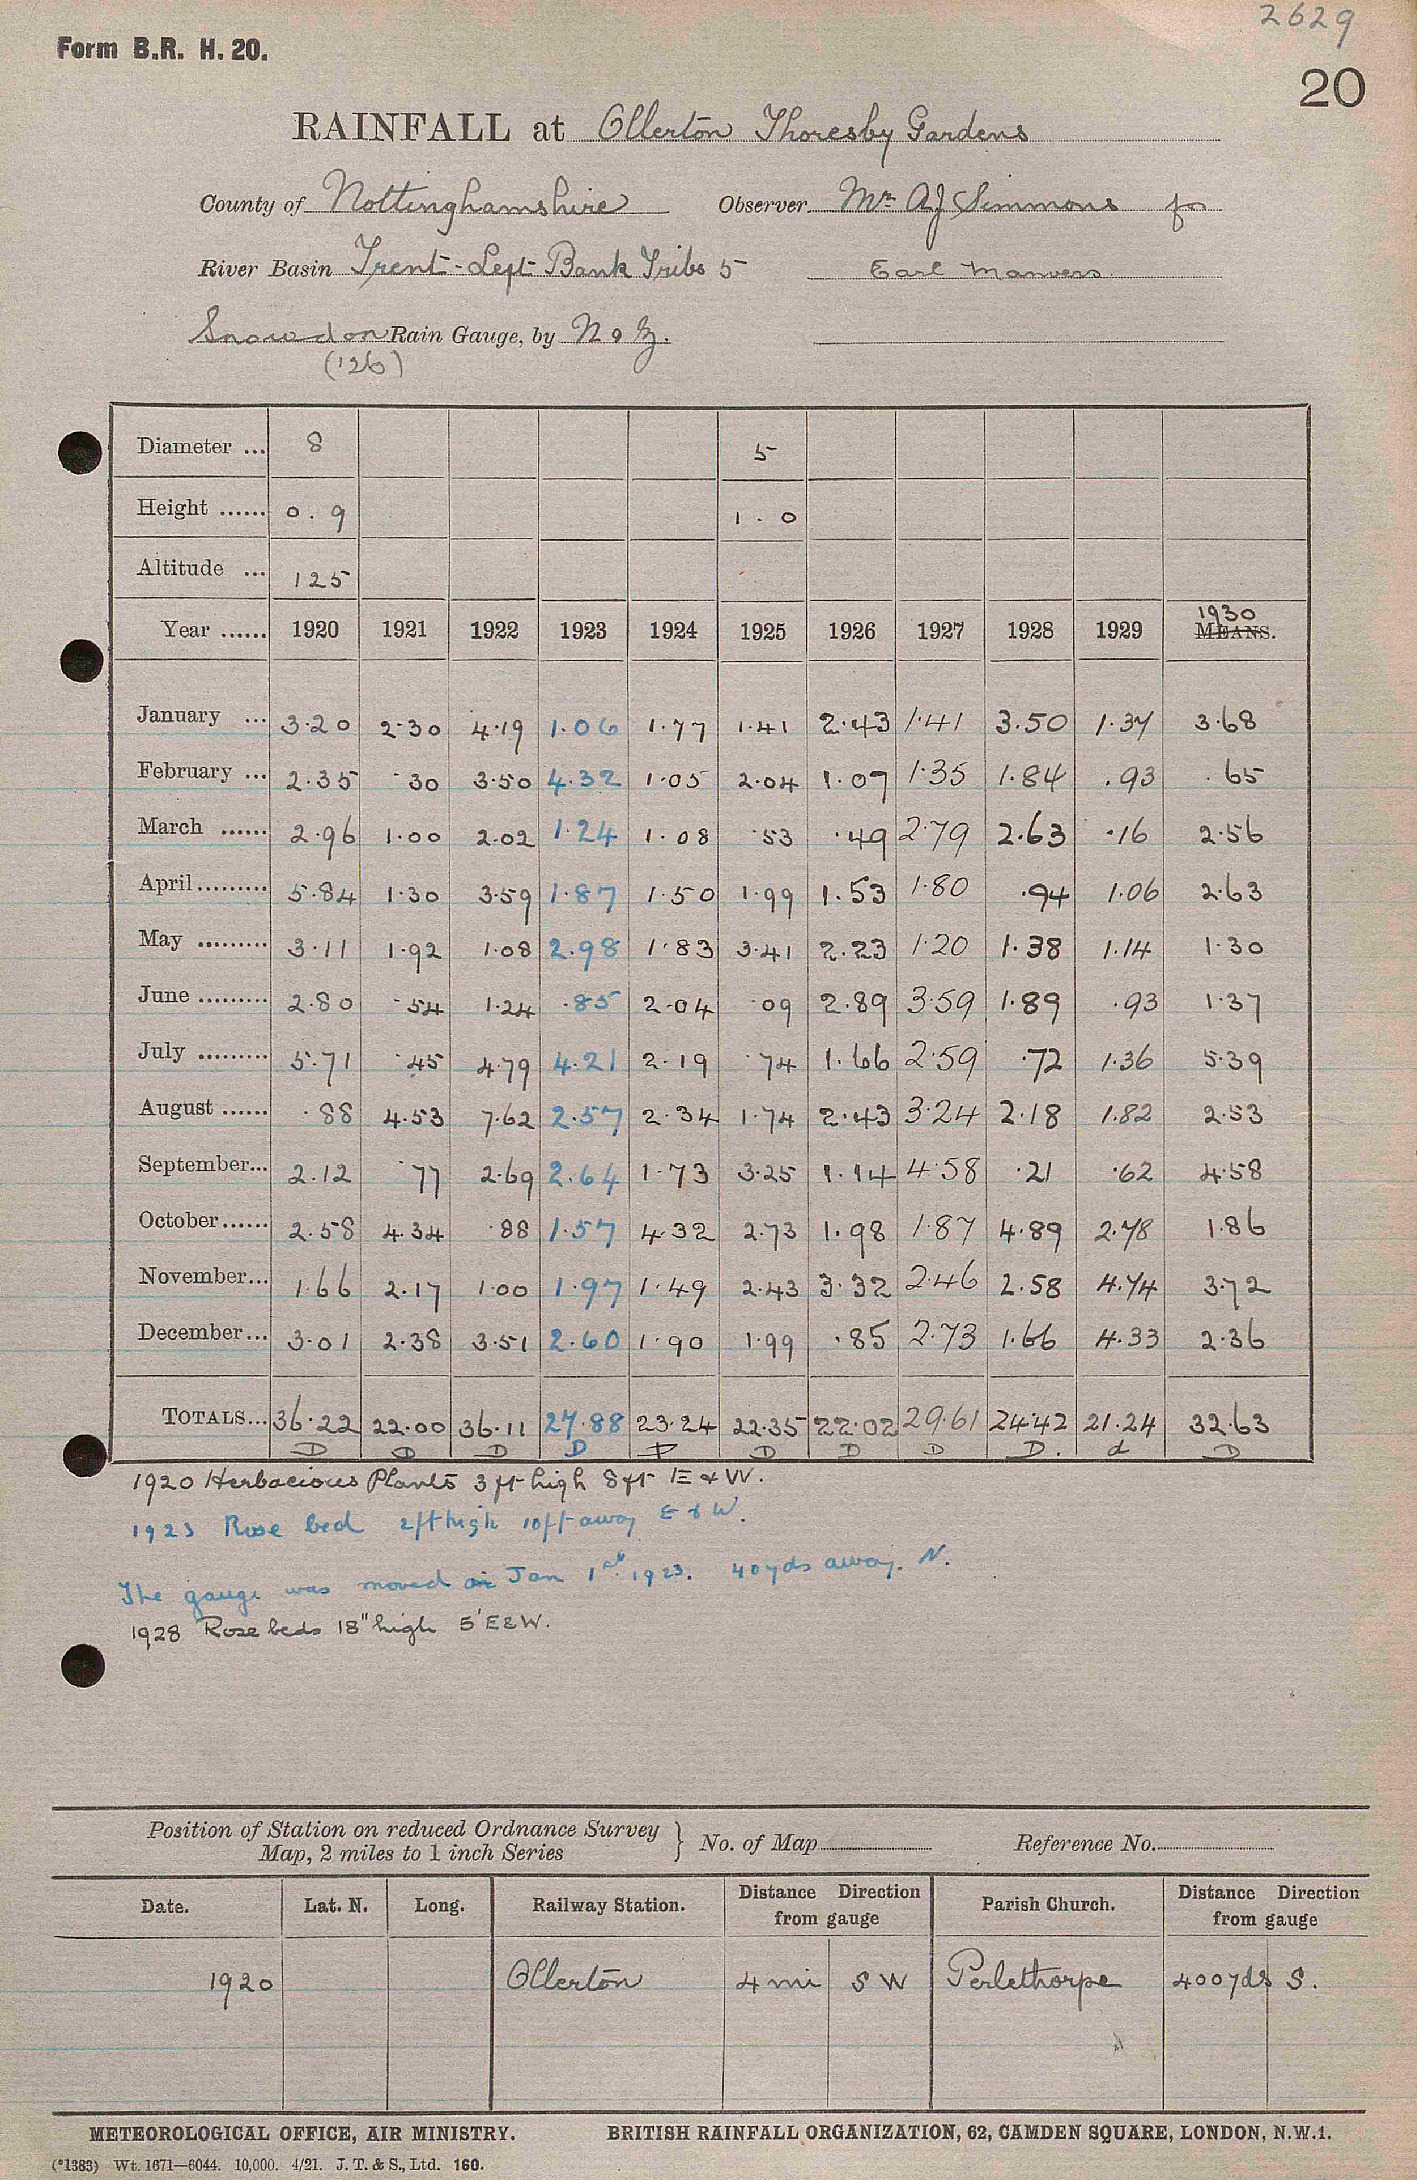 2629
Form B.R. H. 20.
20
RAINFALL at Ollerton Thoresby Gardens
County of Nottinghamshire Observer Mr. A J Simmons for
River Basin Trent - Left Bank Tribs 5 Earl Manvers
Snowdon Rain Gauge, by N & Z.
(126)
Diameter ... 8 5
Height ...... 0.9 1.0
Altitude ... 125
1930
Year ...... 1920 1921 1922 1923 1924 1925 1926 1927 1928 1929 MEANS.
January ... 3.20 2.30 4.19 1.06 1.77 1.41 2.43 1.41 3.50 1.37 3.68
February ... 2.35 .30 3.50 4.32 1.05 2.04 1.07 1.35 1.84 .93 .65
March ...... 2.96 1.00 2.02 1.24 1.08 .53 .49 2.79 2.63 .16 2.56
April ......... 5.84 1.30 3.59 1.87 1.50 1.99 1.53 1.80 .94 1.06 2.63
May ......... 3.11 1.92 1.08 2.98 1.83 3.41 2.23 1.20 1.38 1.14 1.30
June ......... 2.80 .54 1.24 .85 2.04 .09 2.89 3.59 1.89 .93 1.37
July ......... 5.71 .45 4.79 4.21 2.19 .74 1.66 2.59 .72 1.36 5.39
August ...... .88 4.53 7.62 2.57 2.34 1.74 2.43 3.24 2.18 1.82 2.53
September... 2.12 .77 2.69 2.64 1.73 3.25 1.14 4.58 .21 .62 4.58
October...... 2.58 4.34 .88 1.57 4.32 2.73 1.98 1.87 4.89 2.78 1.86
November... 1.66 2.17 1.00 1.97 1.49 2.43 3.32 2.46 2.58 4.74 3.72
December... 3.01 2.38 3.51 2.60 1.90 1.99 .85 2.73 1.66 4.33 2.36
TOTALS... 36.22 22.00 36.11 27.88 23.24 22.35 22.02 29.61 24.42 21.24 32.63
D D D D D D D D D. d D
1920 Herbacious Plants 3 ft high 8 ft E & W.
1923 Rose bed 2ft high 10ft away E & W.
The gauge was moved on Jan 1st 1923. 40yds away. N.
1928 Rose beds 18" high 5' E & W.
Position of Station on reduced Ordnance Survey
Map, 2 miles to 1 inch Series } No. of Map Reference No.
Date. Lat. N. Long. Railway Station. Distance Direction from gauge Parish Church. Distance Direction from gauge
1920 Ollerton 4 mi S W Perlethorpe 400yds S.
METEOROLOGICAL OFFICE, AIR MINISTRY. BRITISH RAINFALL ORGANIZATION, 62, CAMDEN SQUARE, LONDON, N.W.1.
(*1383) Wt. 1671—6044. 10,000. 4/21. J. T. & S., Ltd. 160.